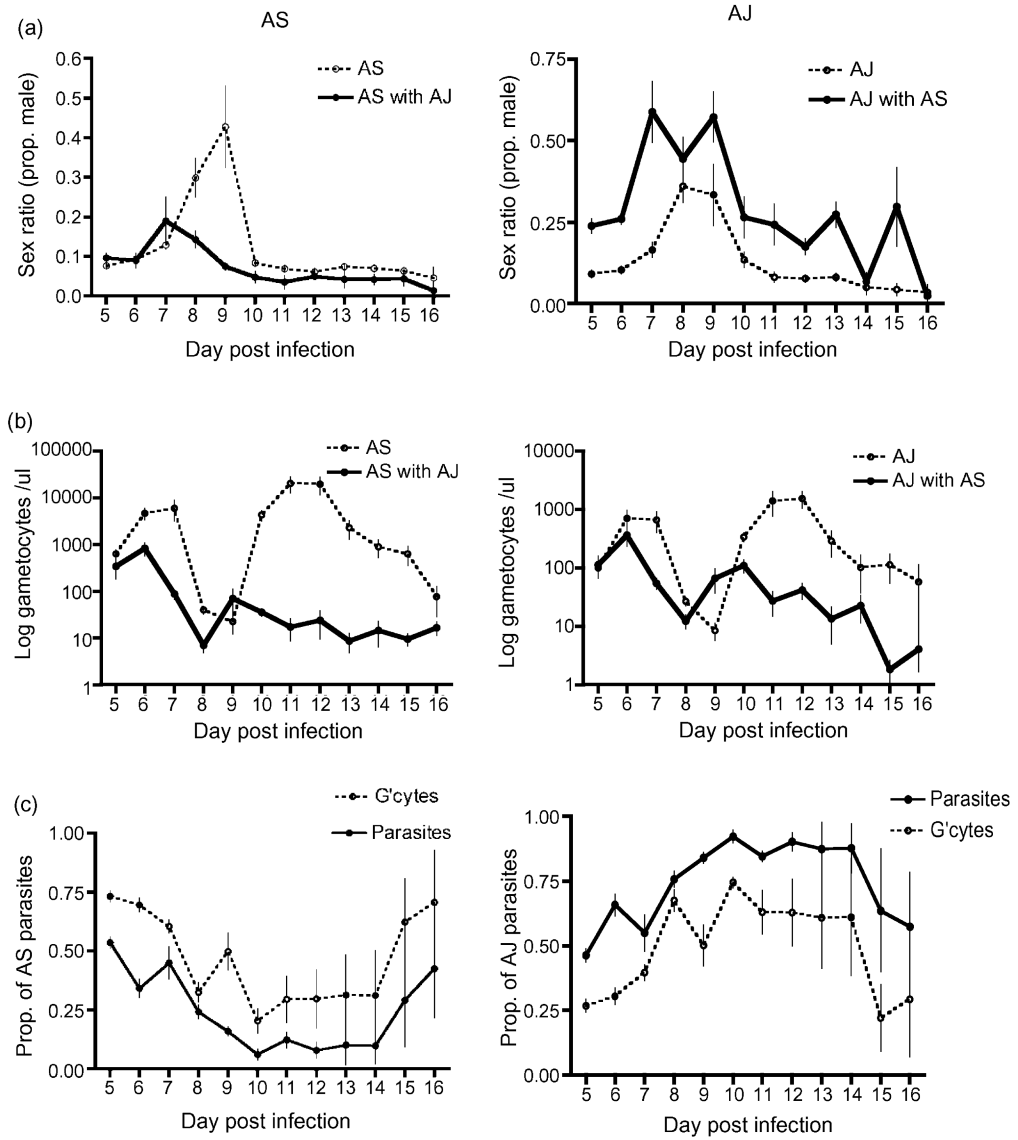 (a)
AS
AJ
Sex ratio (prop. male)
0.6
0.5
0.4
0.3
0.2
0.1
0.0
AS
AS with AJ
5 6 7 8 9 10 11 12 13 14 15 16
Day post infection
Sex ratio (prop. male)
0.75
0.50
0.25
0.00
AJ
AJ with AS
5 6 7 8 9 10 11 12 13 14 15 16
Day post infection
(b)
Log gametocytes /ul
100000
10000
1000
100
10
1
AS
AS with AJ
5 6 7 8 9 10 11 12 13 14 15 16
Day post infection
Log gametocytes /ul
10000
1000
100
10
1
AJ
AJ with AS
5 6 7 8 9 10 11 12 13 14 15 16
Day post infection
(c)
Prop. of AS parasites
1.00
0.75
0.50
0.25
0.00
G'cytes
Parasites
5 6 7 8 9 10 11 12 13 14 15 16
Day post infection
Prop. of AJ parasites
1.00
0.75
0.50
0.25
0.00
Parasites
G'cytes
5 6 7 8 9 10 11 12 13 14 15 16
Day post infection